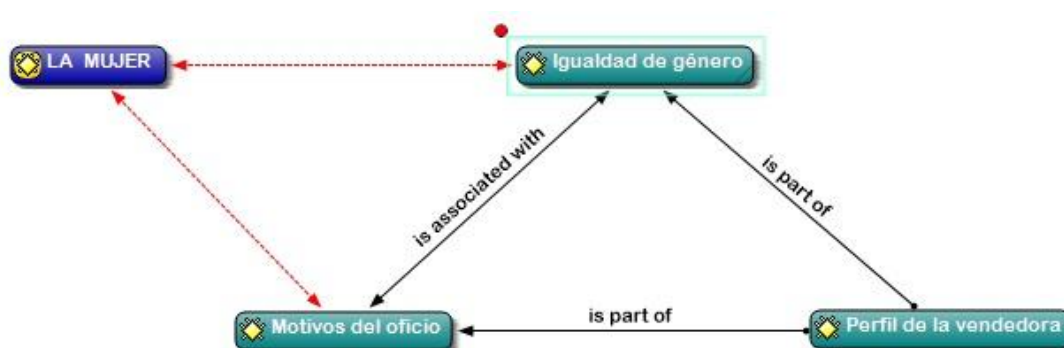 LA MUJER
Igualdad de género
is associated with
is part of
is part of
Motivos del oficio
Perfil de la vendedora